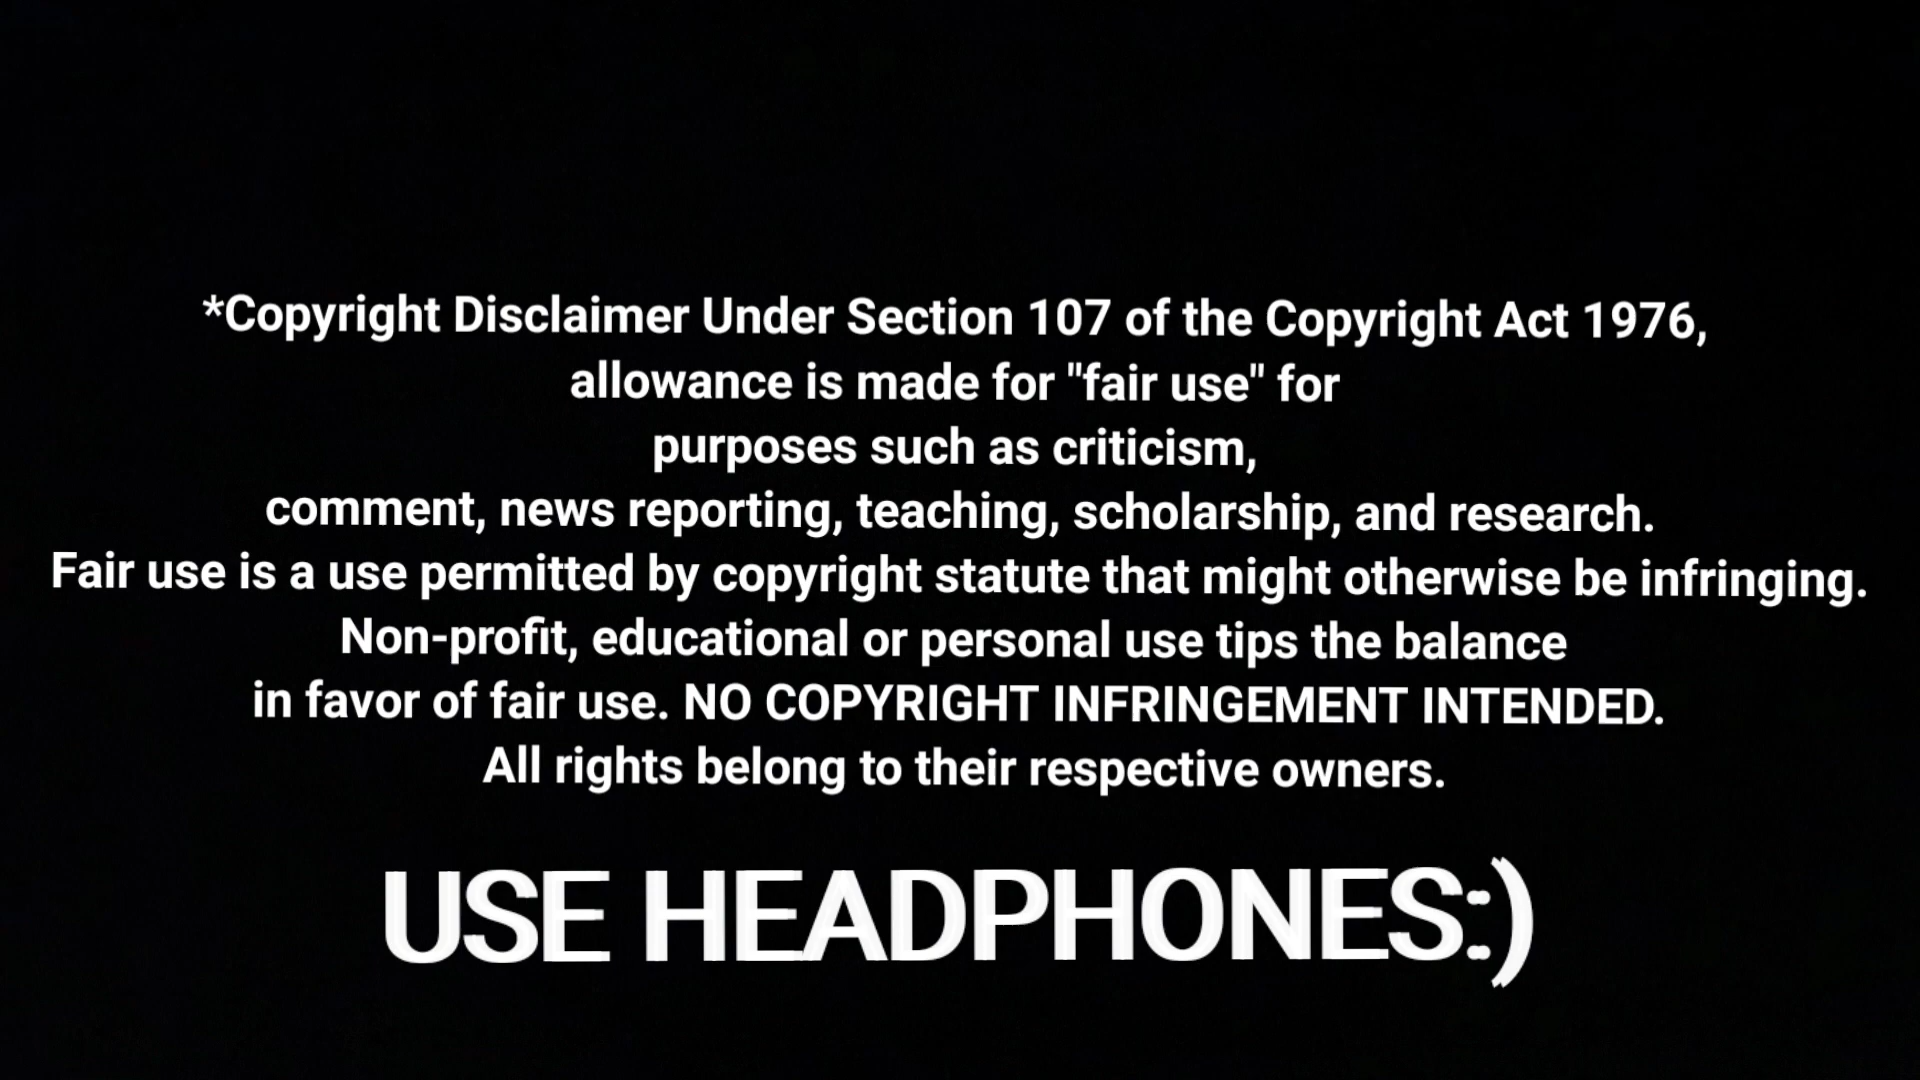 *Copyright Disclaimer Under Section 107 of the Copyright Act 1976,
allowance is made for "fair use" for
purposes such as criticism,
comment, news reporting, teaching, scholarship, and research.
Fair use is a use permitted by copyright statute that might otherwise be infringing.
Non-profit, educational or personal use tips the balance
in favor of fair use. NO COPYRIGHT INFRINGEMENT INTENDED.
All rights belong to their respective owners.
USE HEADPHONES:)